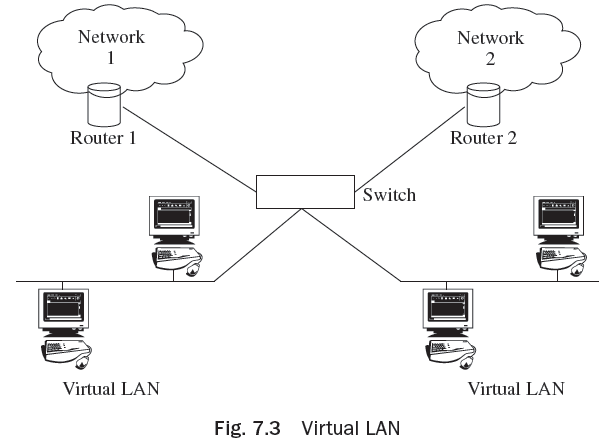 Network
1
Network
2
Router 1
Router 2
Switch
Virtual LAN
Virtual LAN
Fig. 7.3 Virtual LAN